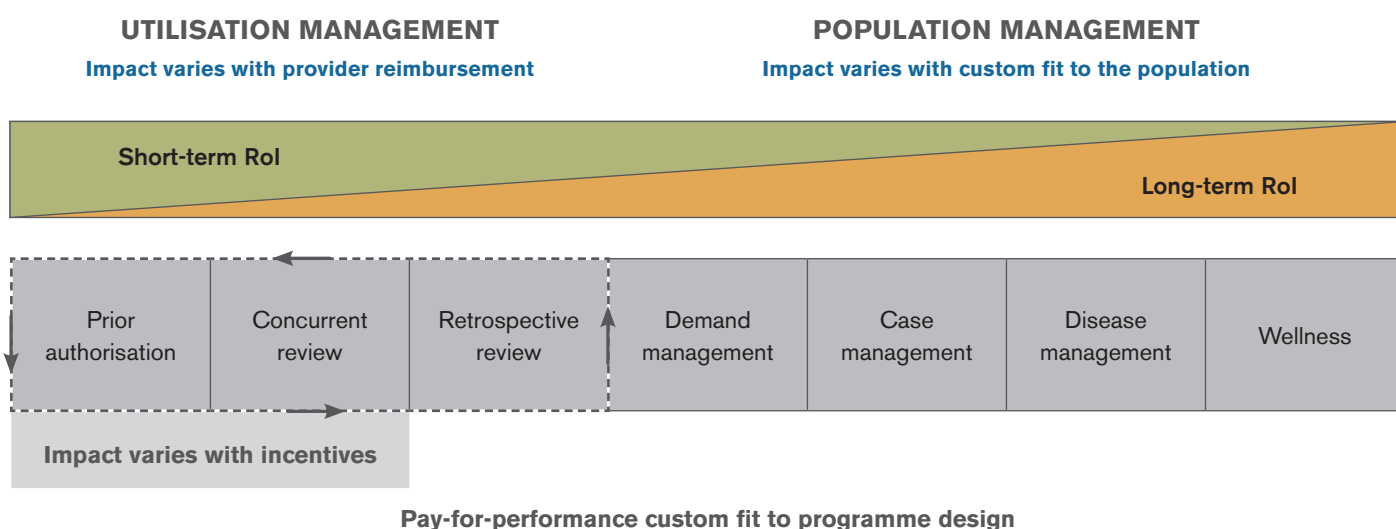 UTILISATION MANAGEMENT
Impact varies with provider reimbursement
POPULATION MANAGEMENT
Impact varies with custom fit to the population
Short-term RoI
Long-term RoI
Prior
authorisation
Concurrent
review
Retrospective
review
Demand
management
Case
management
Disease
management
Wellness
Impact varies with incentives
Pay-for-performance custom fit to programme design